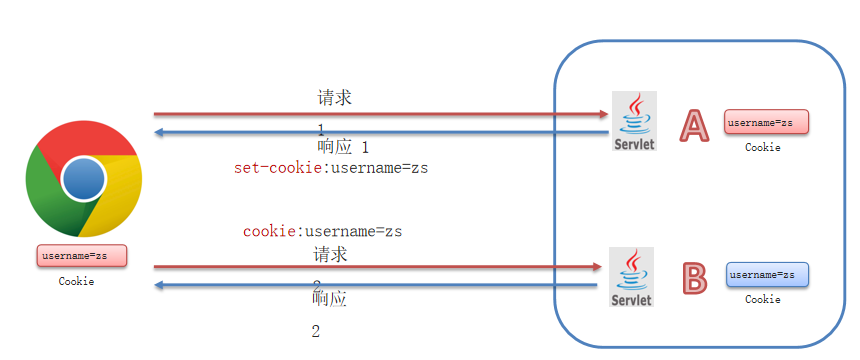 请求
1
响应 1
set-cookie:username=zs
Servlet
A
username=zs
Cookie
cookie:username=zs
请求
2
响应
2
username=zs
Cookie
Servlet
B
username=zs
Cookie